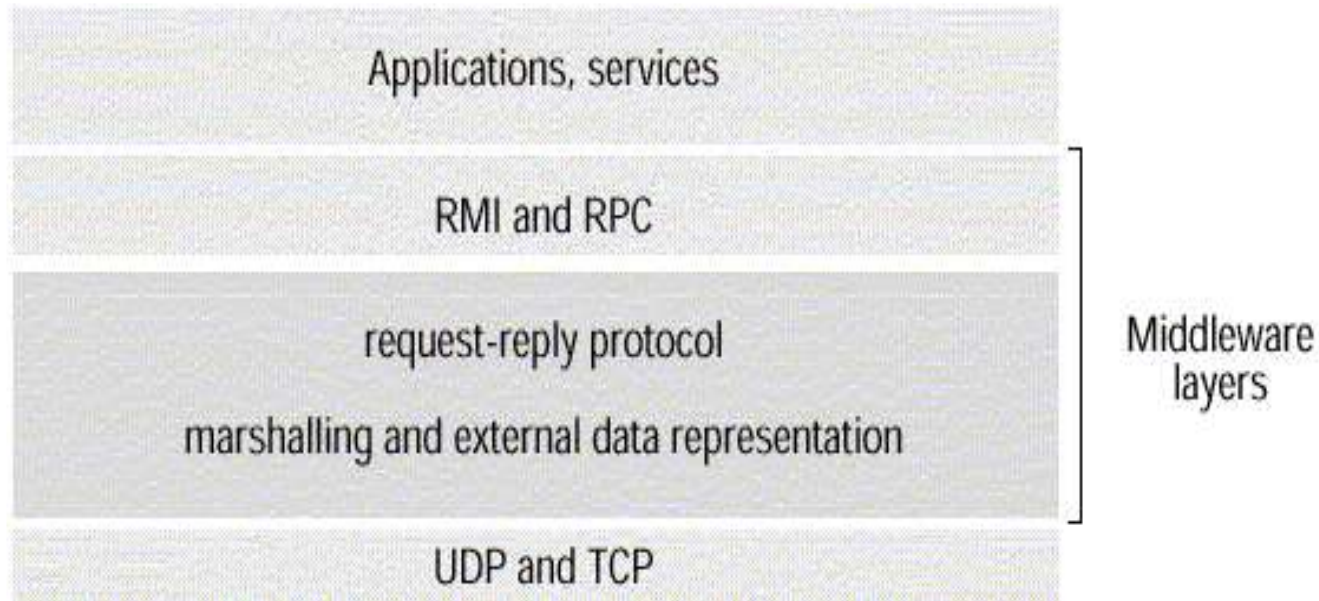 Applications, services
RMI and RPC
request-reply protocol
marshalling and external data representation
Middleware
layers
UDP and TCP